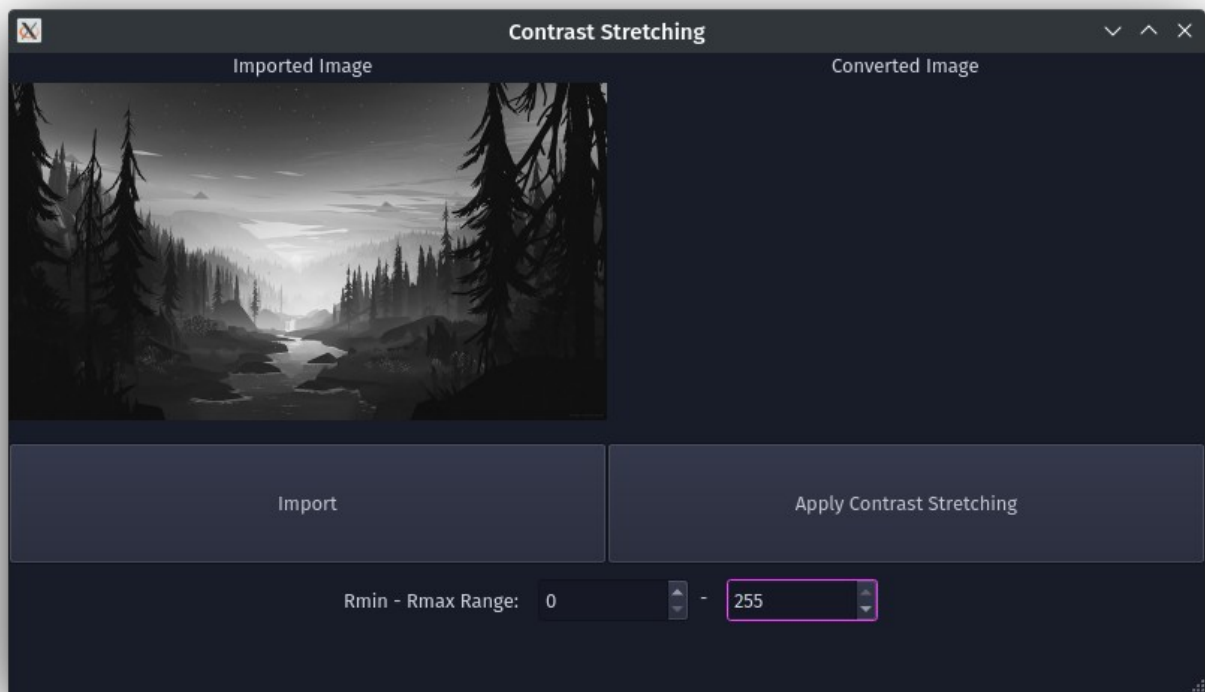 Contrast Stretching
Imported Image
Converted Image
Import
Apply Contrast Stretching
Rmin - Rmax Range: 0 - 255